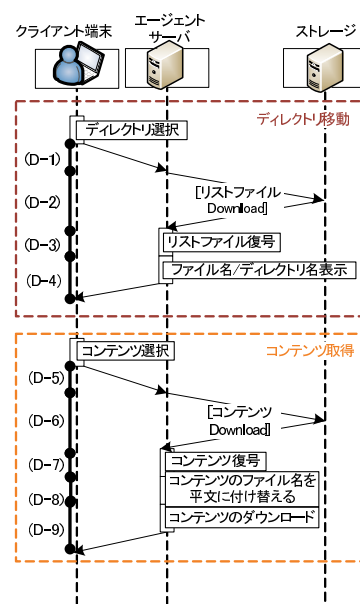 クライアント端末
エージェント
サーバ
ストレージ
ディレクトリ移動
ディレクトリ選択
(D-1)
(D-2)
[リストファイル
Download]
(D-3)
リストファイル復号
(D-4)
ファイル名/ディレクトリ名表示
コンテンツ取得
コンテンツ選択
(D-5)
(D-6)
[コンテンツ
Download]
(D-7)
コンテンツ復号
コンテンツのファイル名を
平文に付け替える
(D-8)
コンテンツのダウンロード
(D-9)